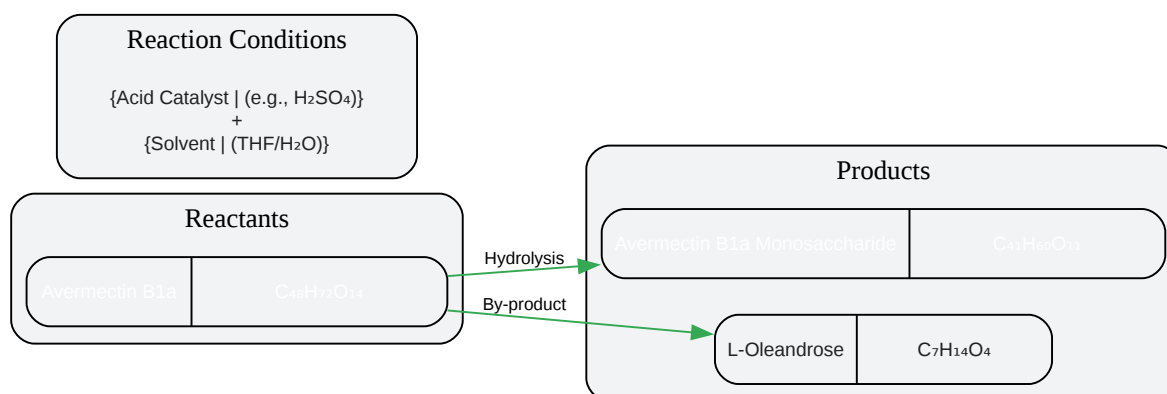 Reaction Conditions
{Acid Catalyst | (e.g., H₂SO₄)}
+
{Solvent | (THF/H₂O)}
Reactants
Avermectin B1a
C₄₈H₇₂O₁₄
Hydrolysis
By-product
Products
Avermectin B1a Monosaccharide
C₄₁H₆₀O₁₁
L-Oleandrose
C₇H₁₄O₄